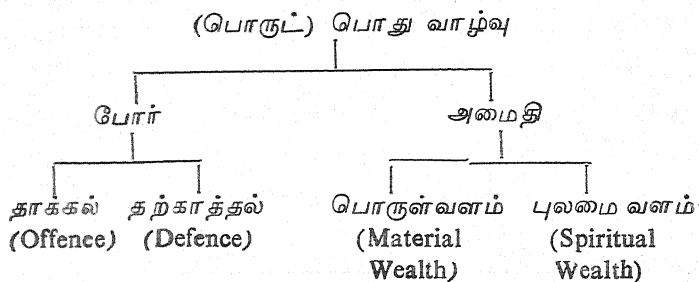 (பொருட்) பொது வாழ்வு
போர் அமைதி
தாக்கல் தற்காத்தல் பொருள்வளம் புலமை வளம்
(Offence) (Defence) (Material Wealth) (Spiritual Wealth)